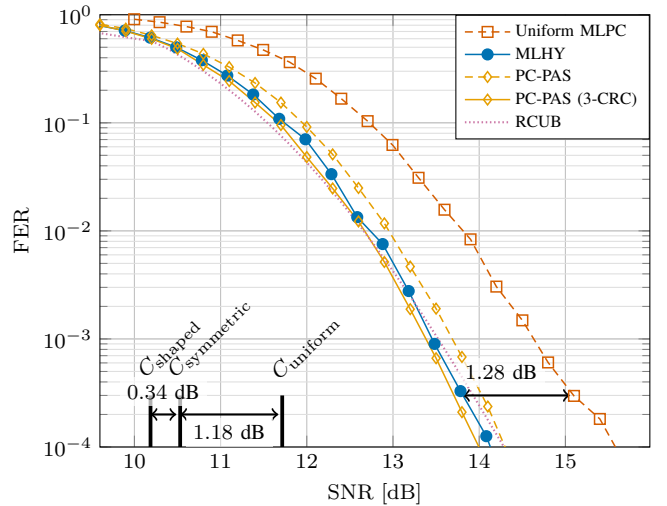 10^0
10^{-1}
10^{-2}
10^{-3}
10^{-4}
FER
Uniform MLPC
MLHY
PC-PAS
PC-PAS (3-CRC)
RCUB
C_shaped
C_symmetric
C_uniform
0.34 dB
1.18 dB
1.28 dB
10 11 12 13 14 15
SNR [dB]